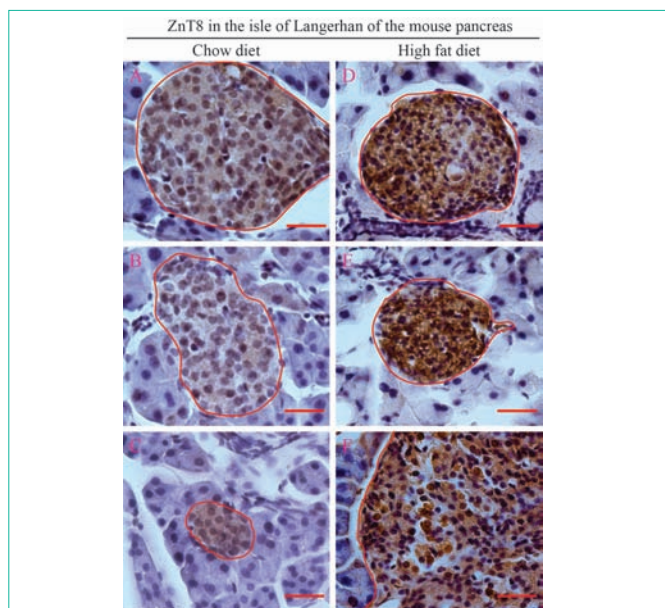 ZnT8 in the isle of Langerhan of the mouse pancreas
Chow diet High fat diet
A D
B E
C F